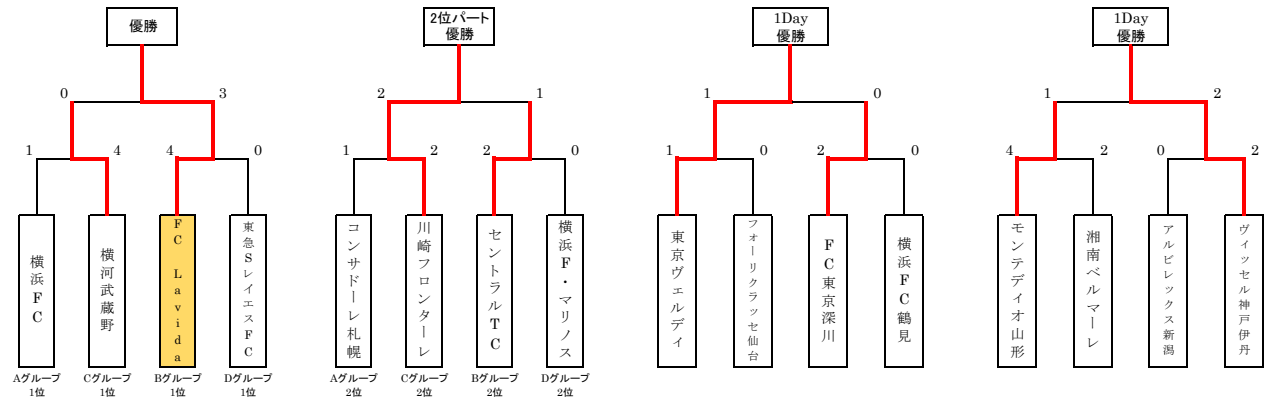 優勝
0
3
1
4
4
0
横浜FC
横河武蔵野
FC Lavida
東急SレイエスFC
Aグループ
1位
Cグループ
1位
Bグループ
1位
Dグループ
1位
2位パート
優勝
2
1
1
2
2
0
コンサドーレ札幌
川崎フロンターレ
セントラルTC
横浜F・マリノス
Aグループ
2位
Cグループ
2位
Bグループ
2位
Dグループ
2位
1Day
優勝
1
0
1
0
2
0
東京ヴェルディ
フォーリクラッセ仙台
FC東京深川
横浜FC鶴見
1Day
優勝
1
2
4
2
0
2
モンテディオ山形
湘南ベルマーレ
アルビレックス新潟
ヴィッセル神戸伊丹